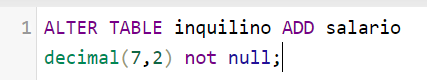 1 ALTER TABLE inquilino ADD salario
decimal(7,2) not null;